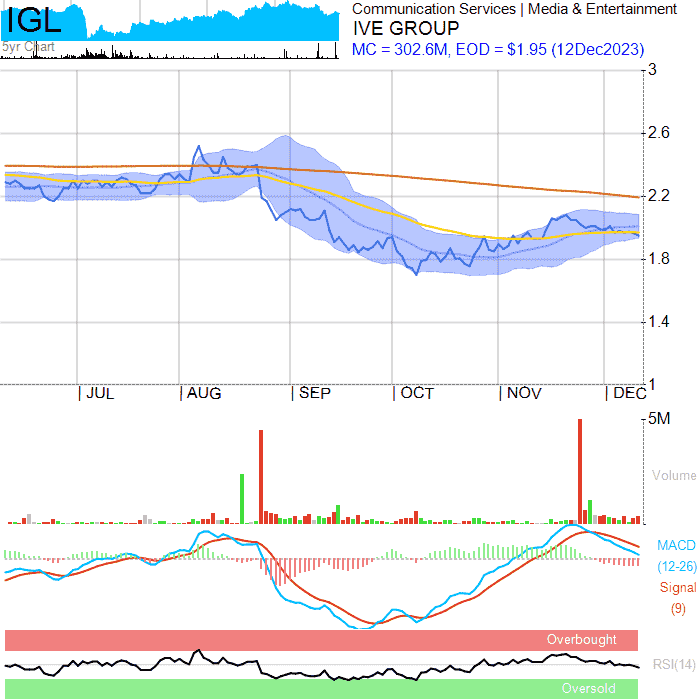 IGL
5yr Chart
Communication Services | Media & Entertainment
IVE GROUP
MC = 302.6M, EOD = $1.95 (12Dec2023)
3
2.6
2.2
1.8
1.4
1
| JUL | AUG | SEP | OCT | NOV | DEC
5M
Volume
MACD
(12-26)
Signal
(9)
Overbought
RSI(14)
Oversold